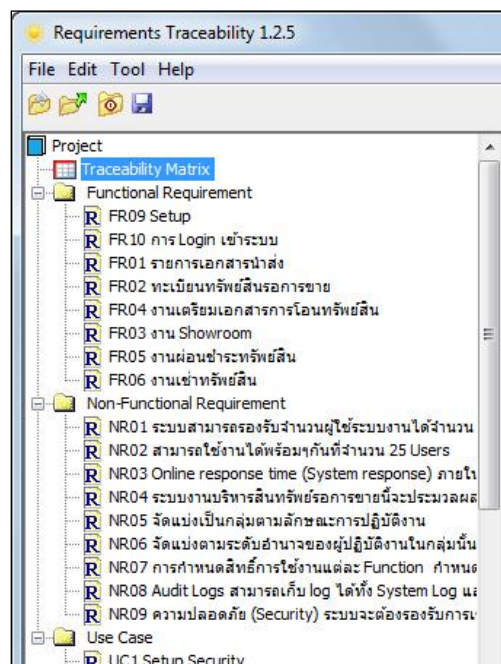 Requirements Traceability 1.2.5
File Edit Tool Help
Project
Traceability Matrix
Functional Requirement
FR09 Setup
FR10 การ Login เข้าระบบ
FR01 รายการเอกสารนำส่ง
FR02 ทะเบียนทรัพย์สินรอการขาย
FR04 งานเตรียมเอกสารการโอนทรัพย์สิน
FR03 งาน Showroom
FR05 งานผ่อนชำระทรัพย์สิน
FR06 งานเช่าทรัพย์สิน
Non-Functional Requirement
NR01 ระบบสามารถรองรับจำนวนผู้ใช้ระบบงานได้จำนวน
NR02 สามารถใช้งานได้พร้อมๆกันที่จำนวน 25 Users
NR03 Online response time (System response) ภายใน
NR04 ระบบงานบริหารสินทรัพย์รอการขายนี้จะประมวลผล
NR05 จัดแบ่งเป็นกลุ่มตามลักษณะการปฏิบัติงาน
NR06 จัดแบ่งตามระดับอำนาจของผู้ปฏิบัติงานในกลุ่มนั้น
NR07 การกำหนดสิทธิ์การใช้งานแต่ละ Function กำหนด
NR08 Audit Logs สามารถเก็บ log ได้ทั้ง System Log และ
NR09 ความปลอดภัย (Security) ระบบจะต้องรองรับการเ
Use Case
UC1 Setup Security